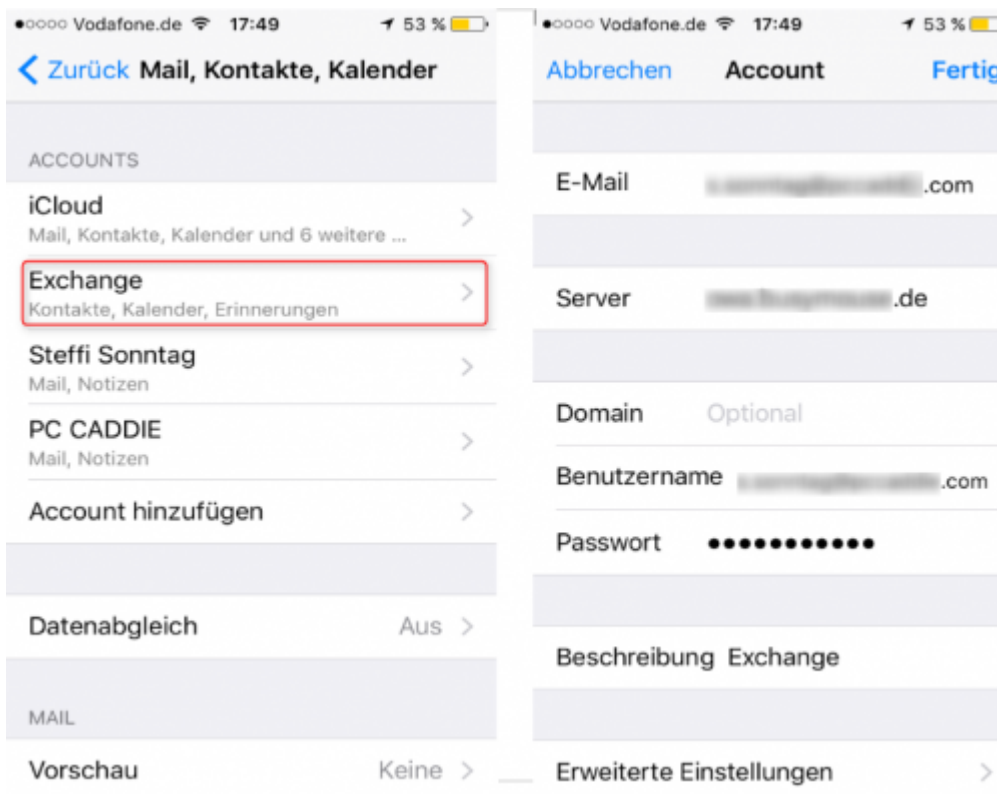 ●○○○○ Vodafone.de 17:49 53 %
Zurück Mail, Kontakte, Kalender
ACCOUNTS
iCloud
Mail, Kontakte, Kalender und 6 weitere ...
Exchange
Kontakte, Kalender, Erinnerungen
Steffi Sonntag
Mail, Notizen
PC CADDIE
Mail, Notizen
Account hinzufügen
Datenabgleich Aus
MAIL
Vorschau Keine
●○○○○ Vodafone.de 17:49 53 %
Abbrechen Account Fertig
E-Mail .com
Server .de
Domain Optional
Benutzername .com
Passwort ●●●●●●●●●●●
Beschreibung Exchange
Erweiterte Einstellungen